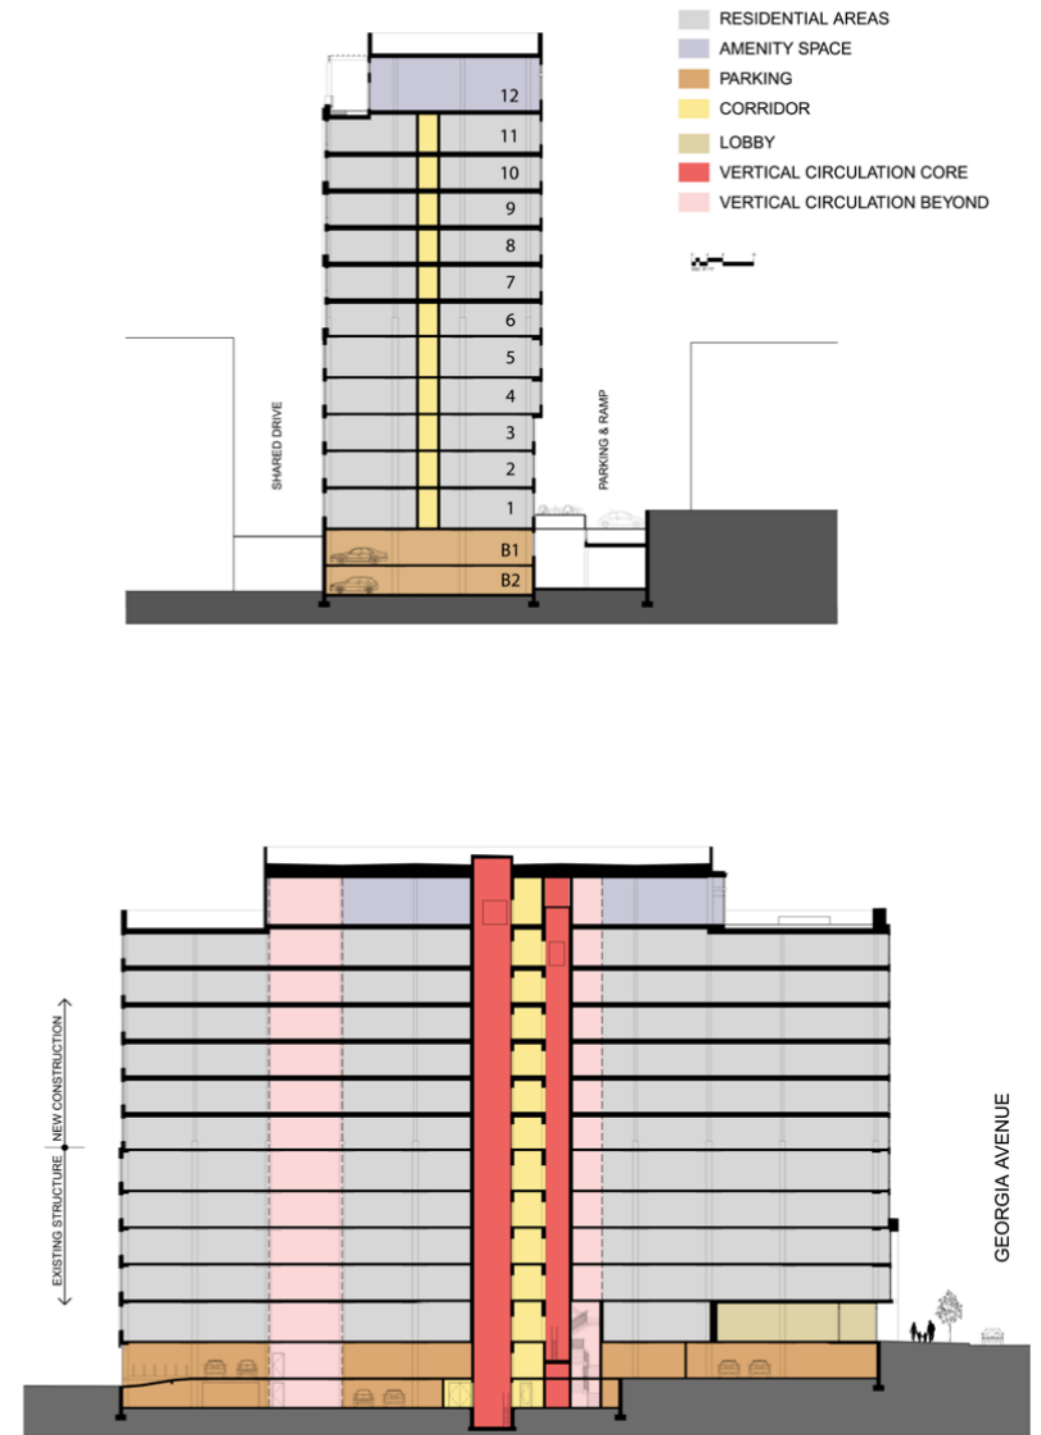 RESIDENTIAL AREAS
AMENITY SPACE
PARKING
CORRIDOR
LOBBY
VERTICAL CIRCULATION CORE
VERTICAL CIRCULATION BEYOND
12
11
10
9
8
7
6
5
4
3
2
1
B1
B2
SHARED DRIVE
PARKING & RAMP
NEW CONSTRUCTION
EXISTING STRUCTURE
GEORGIA AVENUE